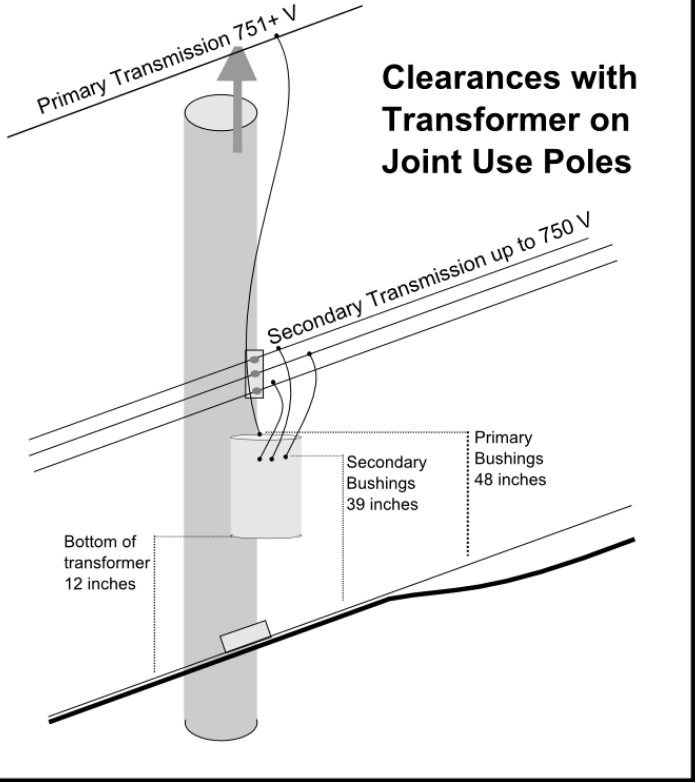 Primary Transmission 751+ V
Clearances with
Transformer on
Joint Use Poles
Secondary Transmission up to 750 V
Primary
Bushings
48 inches
Secondary
Bushings
39 inches
Bottom of
transformer
12 inches